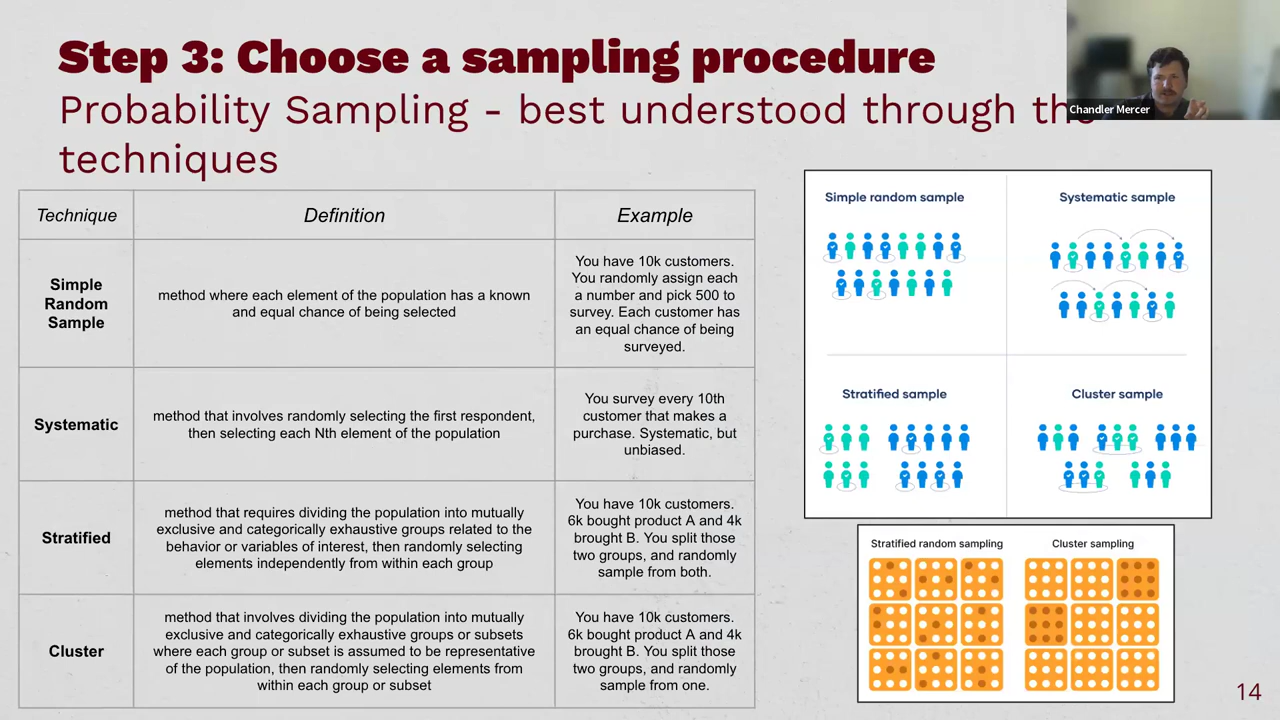 Step 3: Choose a sampling procedure
Probability Sampling - best understood through the
techniques
Chandler Mercer
Technique
Definition
Example
Simple
Random
Sample
method where each element of the population has a known
and equal chance of being selected
You have 10k customers.
You randomly assign each
a number and pick 500 to
survey. Each customer has
an equal chance of being
surveyed.
Systematic
method that involves randomly selecting the first respondent,
then selecting each Nth element of the population
You survey every 10th
customer that makes a
purchase. Systematic, but
unbiased.
Stratified
method that requires dividing the population into mutually
exclusive and categorically exhaustive groups related to the
behavior or variables of interest, then randomly selecting
elements independently from within each group
You have 10k customers.
6k bought product A and 4k
brought B. You split those
two groups, and randomly
sample from both.
Cluster
method that involves dividing the population into mutually
exclusive and categorically exhaustive groups or subsets
where each group or subset is assumed to be representative
of the population, then randomly selecting elements from
within each group or subset
You have 10k customers.
6k bought product A and 4k
brought B. You split those
two groups, and randomly
sample from one.
Simple random sample
Systematic sample
Stratified sample
Cluster sample
Stratified random sampling
Cluster sampling
14